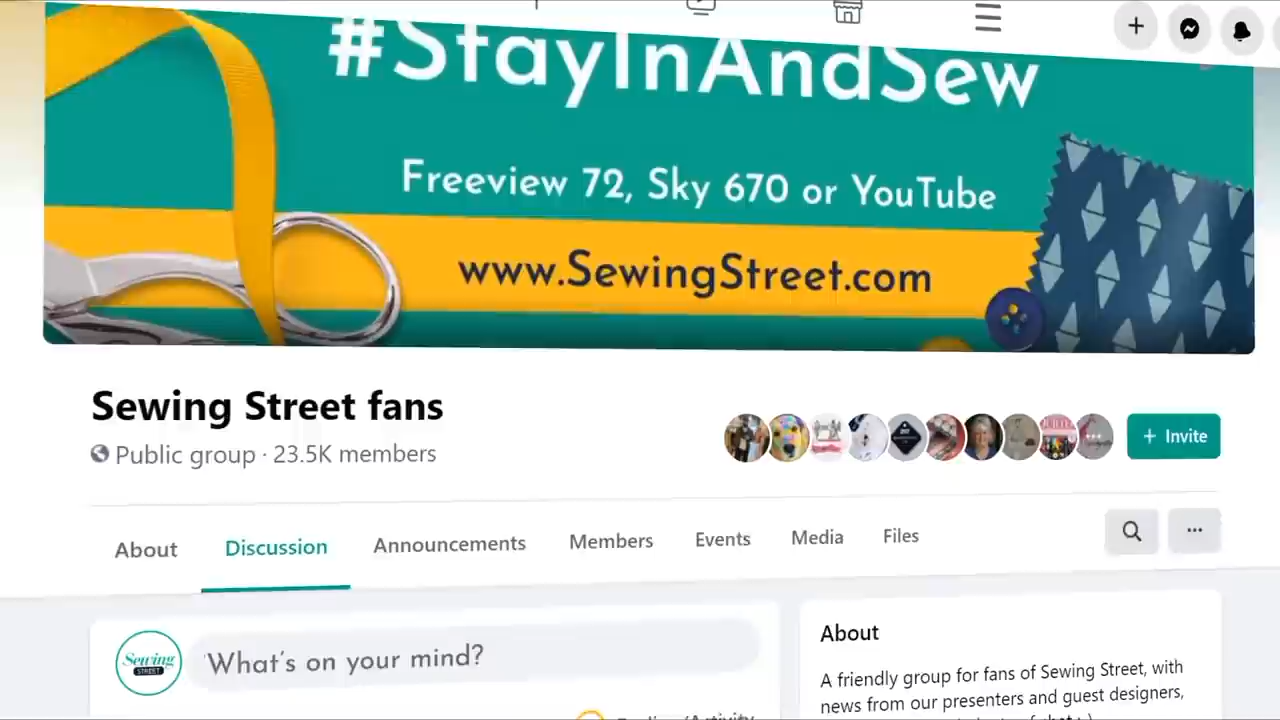 #StayInAndSew
Freeview 72, Sky 670 or YouTube
www.SewingStreet.com
Sewing Street fans
Public group · 23.5K members
+ Invite
About
Discussion
Announcements
Members
Events
Media
Files
Sewing
STREET
What's on your mind?
About
A friendly group for fans of Sewing Street, with
news from our presenters and guest designers,